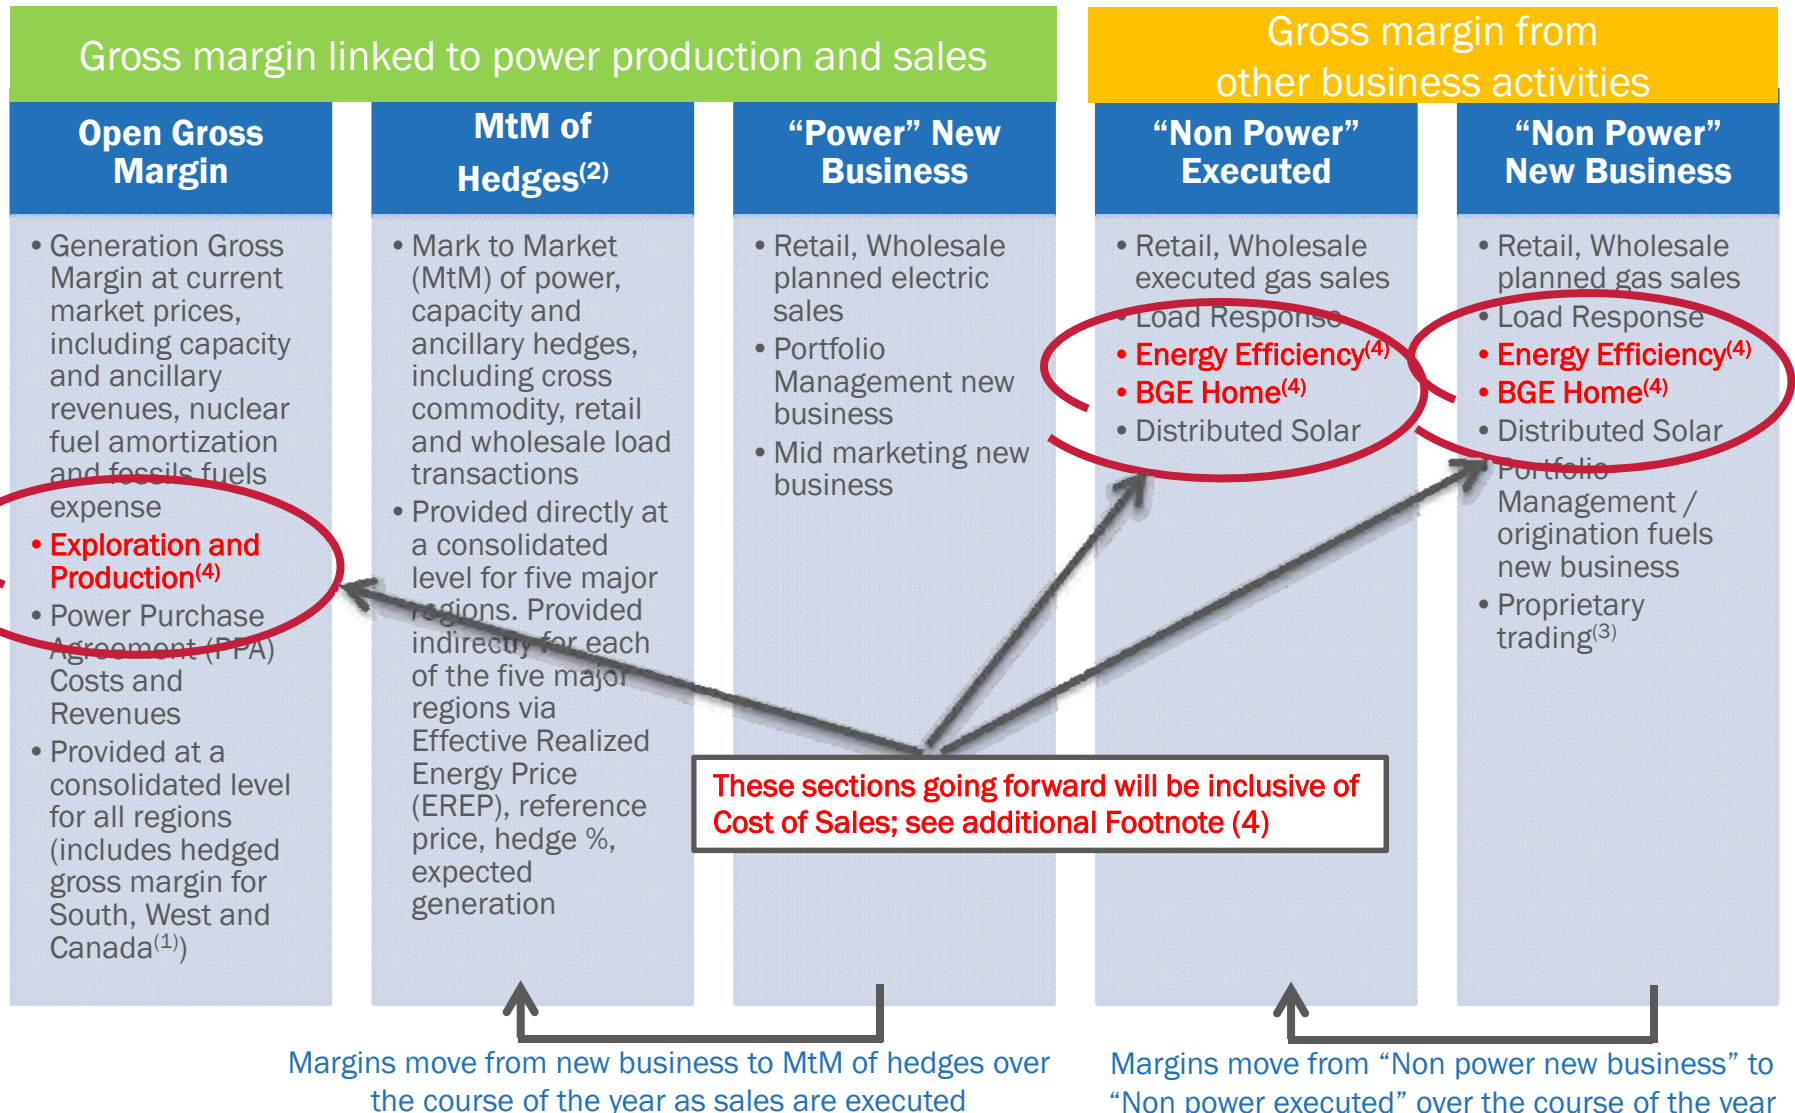 Gross margin linked to power production and sales
Gross margin from
other business activities
Open Gross
Margin
• Generation Gross
Margin at current
market prices,
including capacity
and ancillary
revenues, nuclear
fuel amortization
and fossils fuels
expense
• Exploration and
Production(4)
• Power Purchase
Agreement (PPA)
Costs and
Revenues
• Provided at a
consolidated level
for all regions
(includes hedged
gross margin for
South, West and
Canada(1))
MtM of
Hedges(2)
• Mark to Market
(MtM) of power,
capacity and
ancillary hedges,
including cross
commodity, retail
and wholesale load
transactions
• Provided directly at
a consolidated
level for five major
regions. Provided
indirectly for each
of the five major
regions via
Effective Realized
Energy Price
(EREP), reference
price, hedge %,
expected
generation
“Power” New
Business
• Retail, Wholesale
planned electric
sales
• Portfolio
Management new
business
• Mid marketing new
business
“Non Power”
Executed
• Retail, Wholesale
executed gas sales
• Load Response
• Energy Efficiency(4)
• BGE Home(4)
• Distributed Solar
“Non Power”
New Business
• Retail, Wholesale
planned gas sales
• Load Response
• Energy Efficiency(4)
• BGE Home(4)
• Distributed Solar
• Portfolio
Management /
origination fuels
new business
• Proprietary
trading(3)
These sections going forward will be inclusive of
Cost of Sales; see additional Footnote (4)
Margins move from new business to MtM of hedges over
the course of the year as sales are executed
Margins move from “Non power new business” to
“Non power executed” over the course of the year